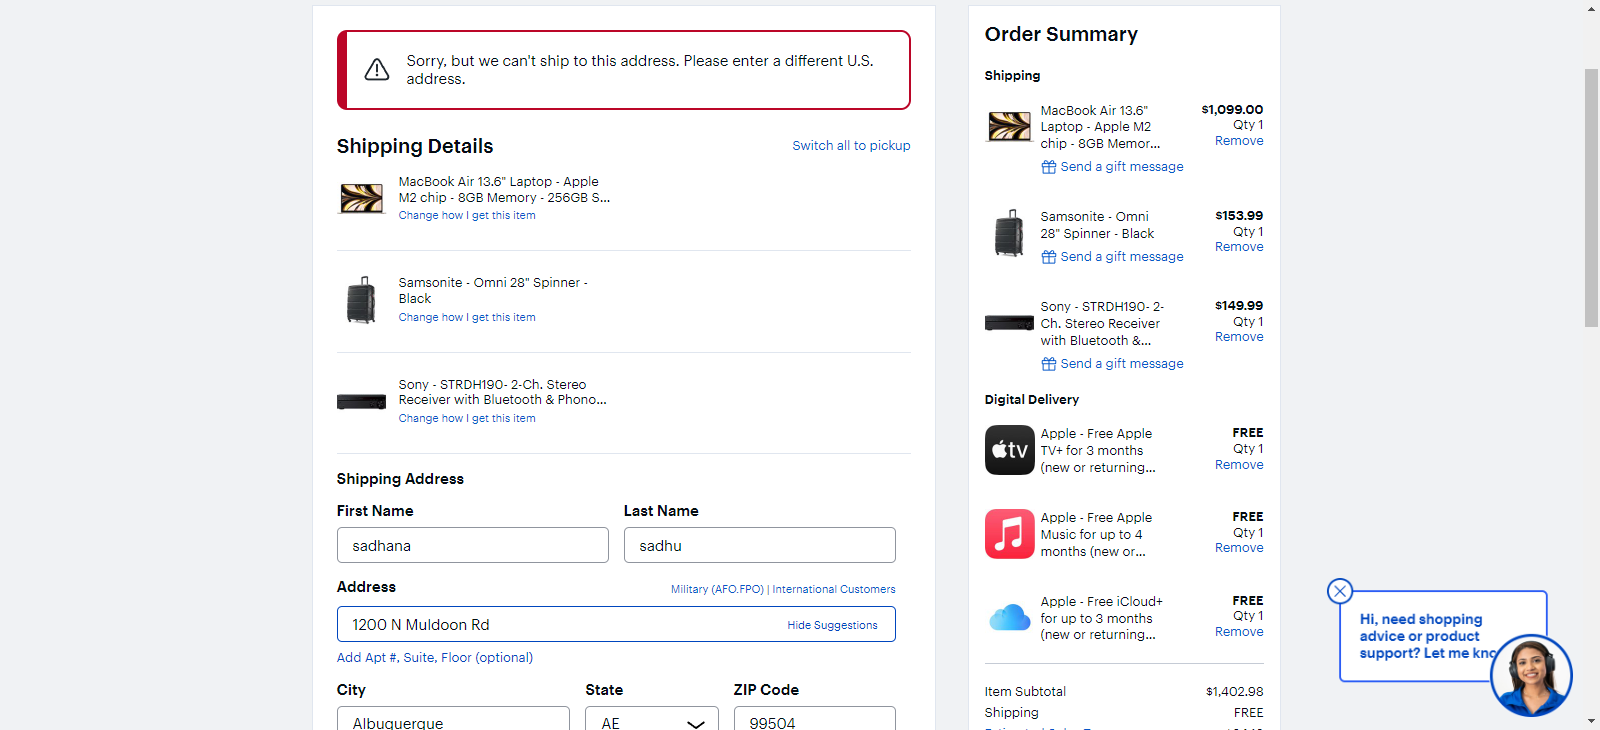 Sorry, but we can't ship to this address. Please enter a different U.S.
address.
Shipping Details
Switch all to pickup
MacBook Air 13.6" Laptop - Apple
M2 chip - 8GB Memory - 256GB S...
Change how I get this item
Samsonite - Omni 28" Spinner -
Black
Change how I get this item
Sony - STRDH190- 2-Ch. Stereo
Receiver with Bluetooth & Phono...
Change how I get this item
Shipping Address
First Name
Last Name
sadhana
sadhu
Address
Military (AFO.FPO) | International Customers
1200 N Muldoon Rd
Hide Suggestions
Add Apt #, Suite, Floor (optional)
City
State
ZIP Code
Albuquerque
AE
99504
Order Summary
Shipping
MacBook Air 13.6"
Laptop - Apple M2
chip - 8GB Memor...
$1,099.00
Qty 1
Remove
Send a gift message
Samsonite - Omni
28" Spinner - Black
$153.99
Qty 1
Remove
Send a gift message
Sony - STRDH190- 2-
Ch. Stereo Receiver
with Bluetooth &...
$149.99
Qty 1
Remove
Send a gift message
Digital Delivery
tv
Apple - Free Apple
TV+ for 3 months
(new or returning...
FREE
Qty 1
Remove
Apple - Free Apple
Music for up to 4
months (new or...
FREE
Qty 1
Remove
Apple - Free iCloud+
for up to 3 months
(new or returning...
FREE
Qty 1
Remove
Item Subtotal
$1,402.98
Shipping
FREE
Hi, need shopping
advice or product
support? Let me kno